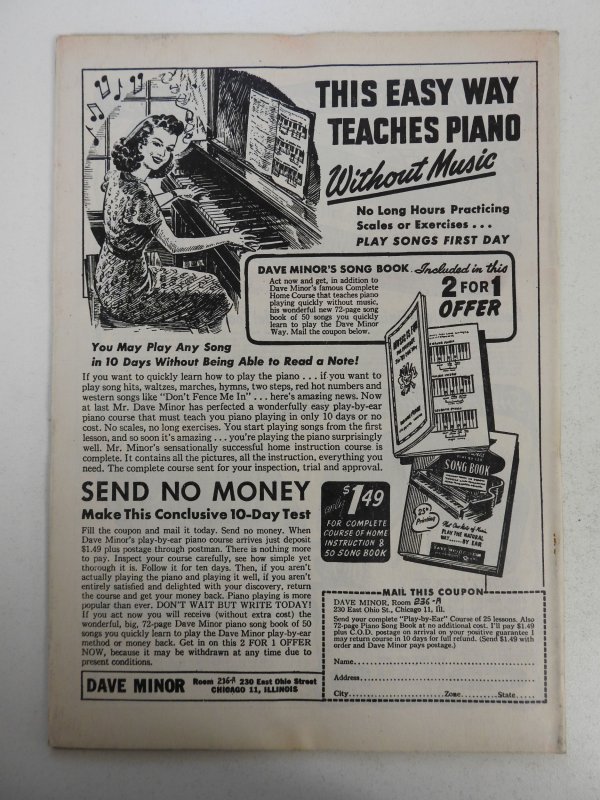 THIS EASY WAY
TEACHES PIANO
Without Music
No Long Hours Practicing
Scales or Exercises . . .
PLAY SONGS FIRST DAY
DAVE MINOR'S SONG BOOK Included in this
Act now and get, in addition to
Dave Minor's famous Complete
Home Course that teaches piano
playing quickly without music,
his wonderful new 72-page song
book of 50 songs you quickly
learn to play the Dave Minor
Way. Mail the coupon below.
2 FOR 1
OFFER
You May Play Any Song
in 10 Days Without Being Able to Read a Note!
If you want to quickly learn how to play the piano . . . if you want to
play song hits, waltzes, marches, hymns, two steps, red hot numbers and
western songs like "Don't Fence Me In" . . . here's amazing news. Now
at last Mr. Dave Minor has perfected a wonderfully easy play-by-ear
piano course that must teach you piano playing in only 10 days or no
cost. No scales, no long exercises. You start playing songs from the first
lesson, and so soon it's amazing . . . you're playing the piano surprisingly
well. Mr. Minor's sensationally successful home instruction course is
complete. It contains all the pictures, all the instruction, everything you
need. The complete course sent for your inspection, trial and approval.
SONG BOOK
25th
Printing
PLAY THE NATURAL
WAY
BY EAR
SEND NO MONEY
Make This Conclusive 10-Day Test
Fill the coupon and mail it today. Send no money. When
Dave Minor's play-by-ear piano course arrives just deposit
$1.49 plus postage through postman. There is nothing more
to pay. Inspect your course carefully, see how simple yet
thorough it is. Follow it for ten days. Then, if you aren't
actually playing the piano and playing it well, if you aren't
entirely satisfied and delighted with your discovery, return
the course and get your money back. Piano playing is more
popular than ever. DON'T WAIT BUT WRITE TODAY!
If you act now you will receive (without extra cost) the
wonderful, big, 72-page Dave Minor piano song book of 50
songs you quickly learn to play the Dave Minor play-by-ear
method or money back. Get in on this 2 FOR 1 OFFER
NOW, because it may be withdrawn at any time due to
present conditions.
only $1.49
FOR COMPLETE
COURSE OF HOME
INSTRUCTION &
50 SONG BOOK
MAIL THIS COUPON
DAVE MINOR, Room 236-A
230 East Ohio St., Chicago 11, Ill.
Send your complete "Play-by-Ear" Course of 25 lessons. Also
72-page Piano Song Book at no additional cost. I'll pay $1.49
plus C.O.D. postage on arrival on your positive guarantee I
may return course in 10 days for full refund. (Send $1.49 with
order and Dave Minor pays postage.)
Name
Address
City Zone State
DAVE MINOR Room 236-A 230 East Ohio Street
CHICAGO 11, ILLINOIS